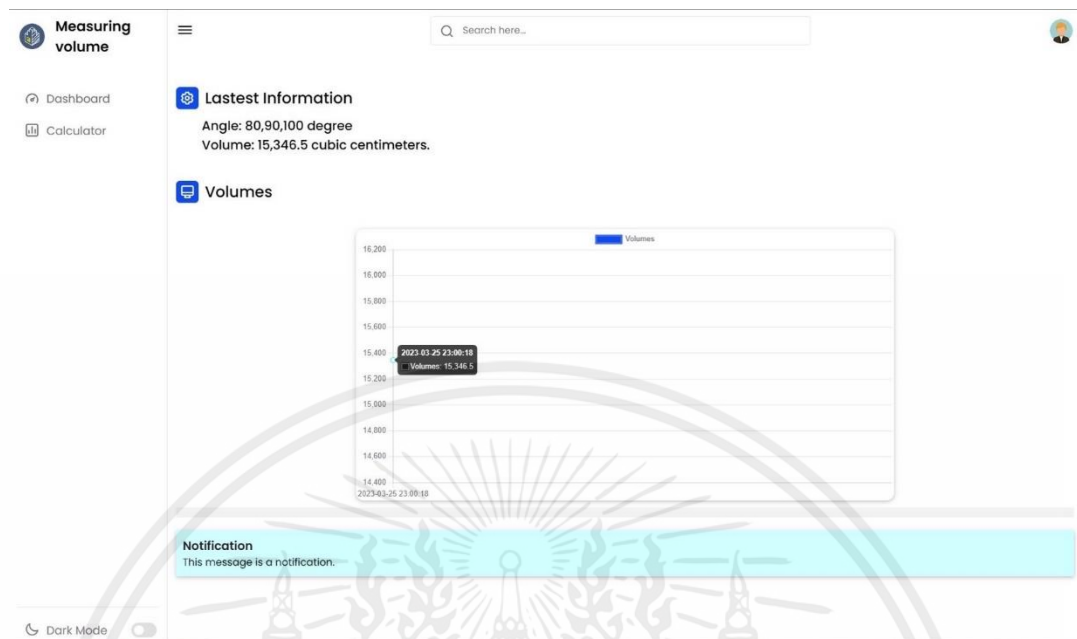 Measuring
volume
Search here...
Dashboard
Calculator
Lastest Information
Angle: 80,90,100 degree
Volume: 15,346.5 cubic centimeters.
Volumes
Volumes
16,200
16,000
15,800
15,600
15,400
2023-03-25 23:00:18
Volumes: 15,346.5
15,200
15,000
14,800
14,600
14,400
2023-03-25 23:00:18
Notification
This message is a notification.
Dark Mode